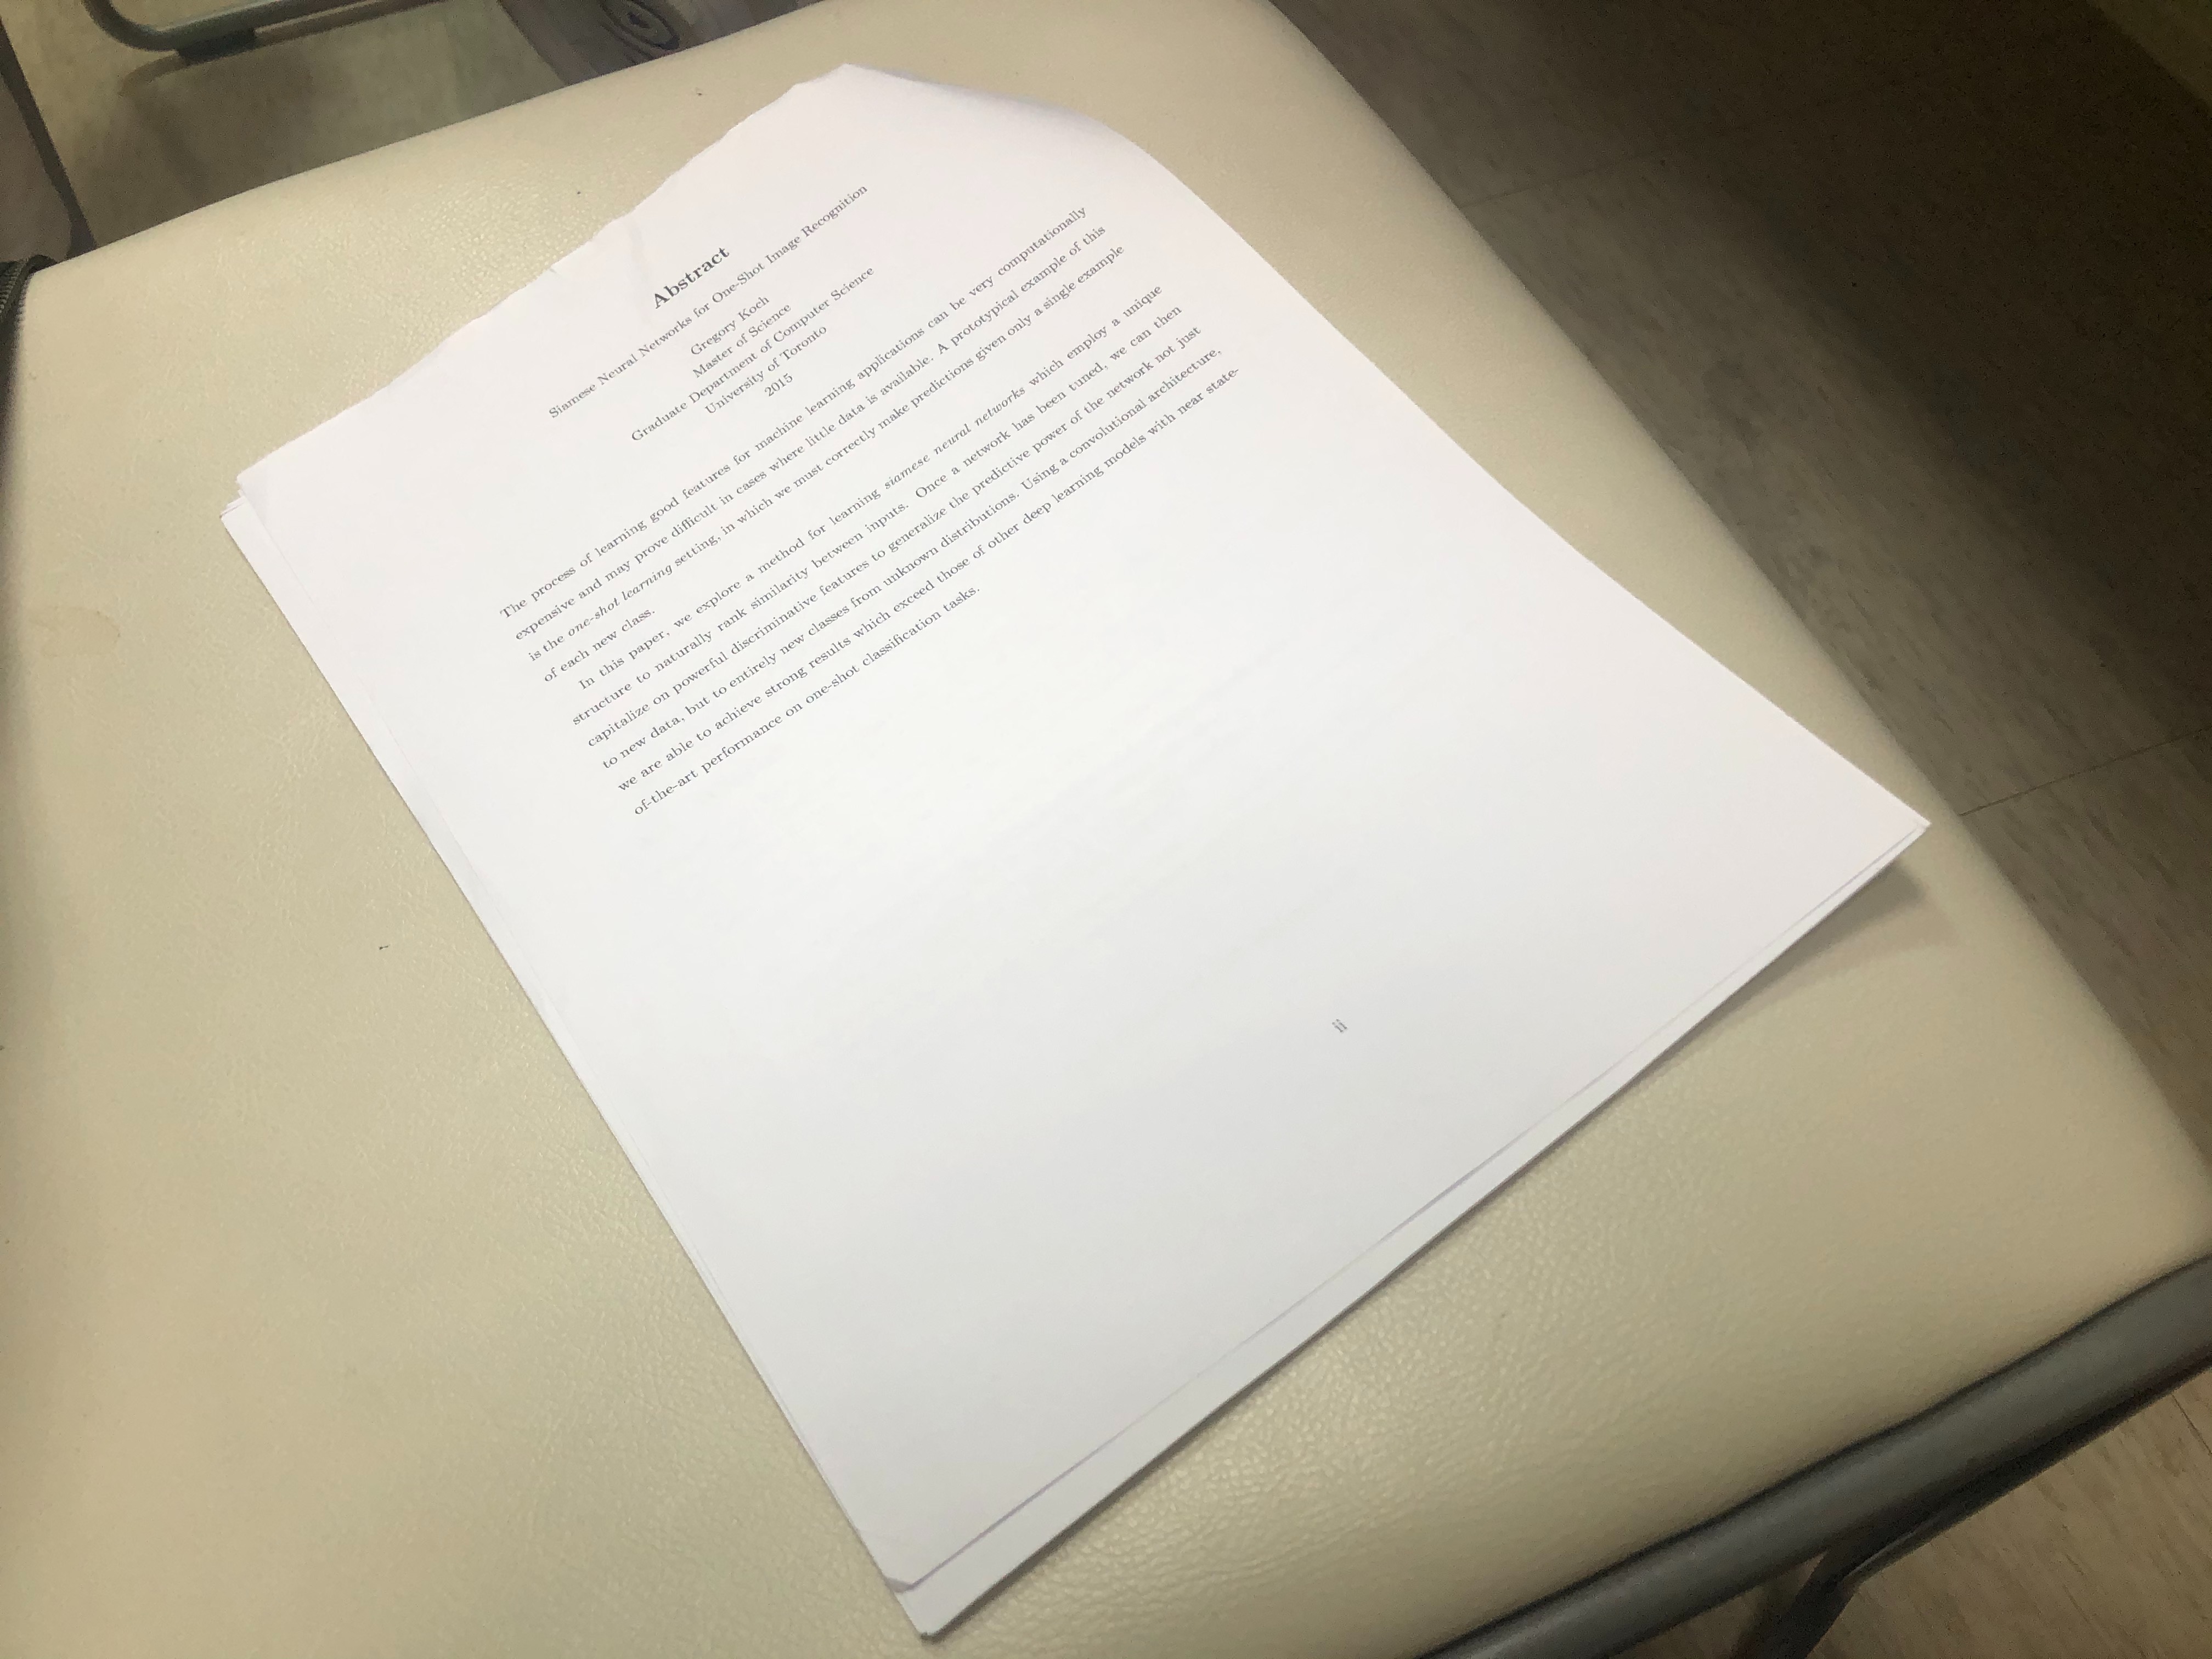 Abstract
Siamese Neural Networks for One-Shot Image Recognition
Gregory Koch
Master of Science
Graduate Department of Computer Science
University of Toronto
2015
The process of learning good features for machine learning applications can be very computationally
expensive and may prove difficult in cases where little data is available. A prototypical example of this
is the one-shot learning setting, in which we must correctly make predictions given only a single example
of each new class.
In this paper, we explore a method for learning siamese neural networks which employ a unique
structure to naturally rank similarity between inputs. Once a network has been tuned, we can then
capitalize on powerful discriminative features to generalize the predictive power of the network not just
to new data, but to entirely new classes from unknown distributions. Using a convolutional architecture,
we are able to achieve strong results which exceed those of other deep learning models with near state-
of-the-art performance on one-shot classification tasks.
ii